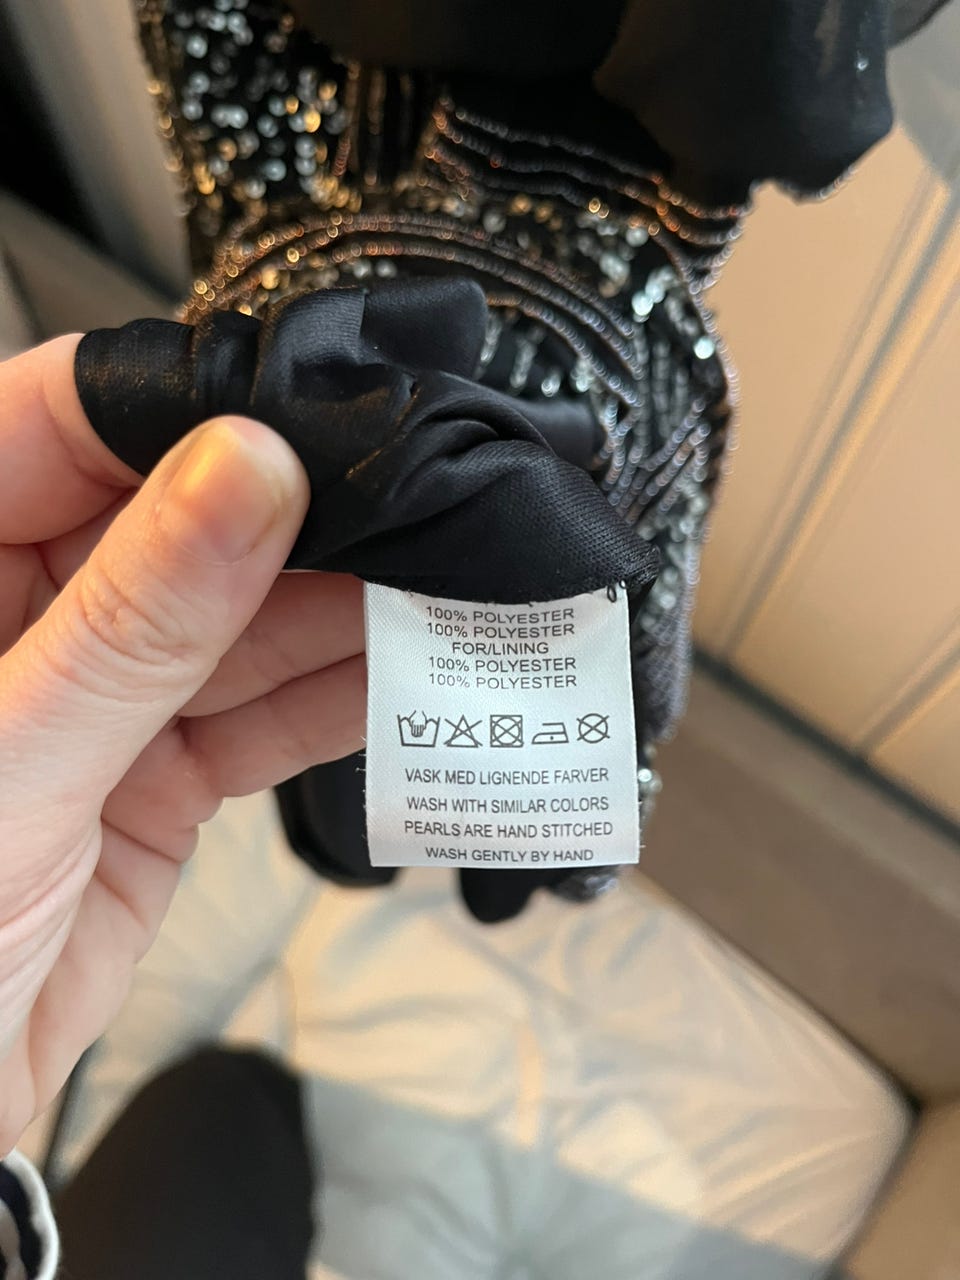 100% POLYESTER
100% POLYESTER
FOR/LINING
100% POLYESTER
100% POLYESTER
VASK MED LIGNENDE FARVER
WASH WITH SIMILAR COLORS
PEARLS ARE HAND STITCHED
WASH GENTLY BY HAND